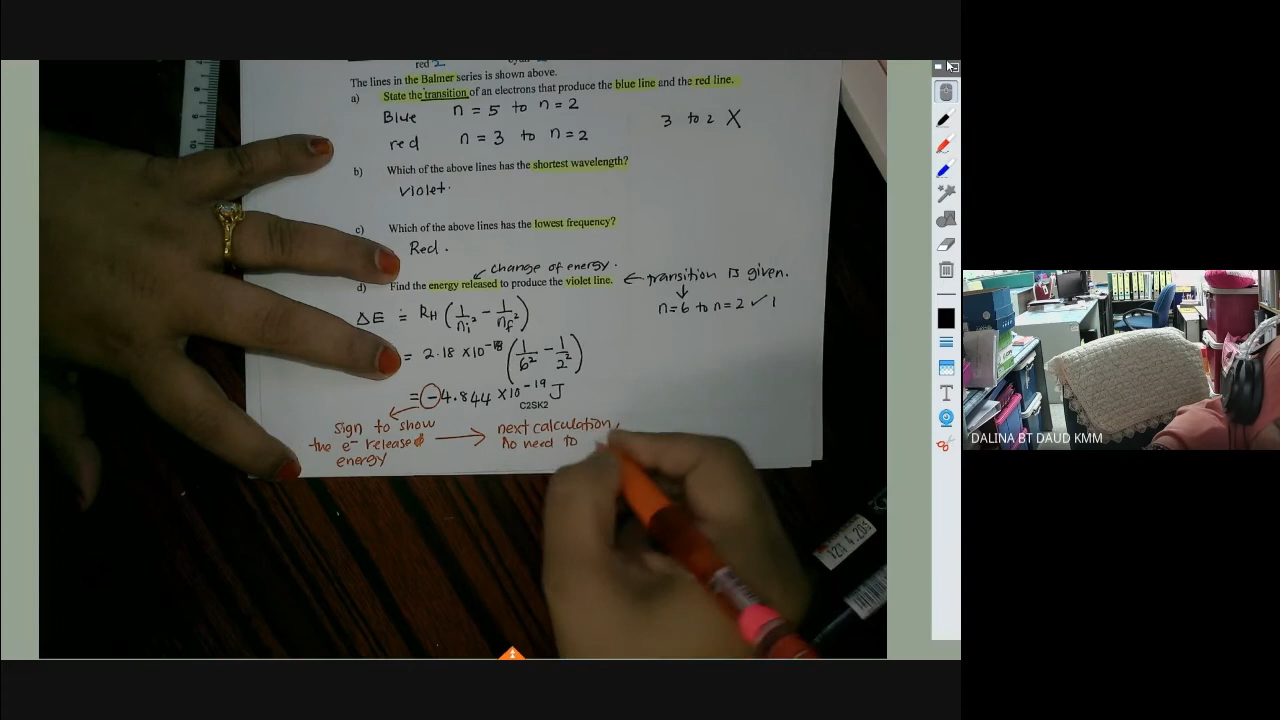 red 2
The lines in the Balmer series is shown above.
a) State the transition of an electrons that produce the blue line and the red line.
Blue n = 5 to n = 2
3 to 2 X
red n = 3 to n = 2
b) Which of the above lines has the shortest wavelength?
Violet.
c) Which of the above lines has the lowest frequency?
Red.
change of energy.
d) Find the energy released to produce the violet line. ← transition is given.
n=6 to n=2 ✓ 1
ΔE = RH (1/ni² − 1/nf²)
= 2.18 × 10⁻¹⁸ (1/6² − 1/2²)
= −4.844 × 10⁻¹⁹ J
C2SK2
sign to show
the e⁻ release
energy
→ next calculation,
no need to
DALINA BT DAUD KMM
T